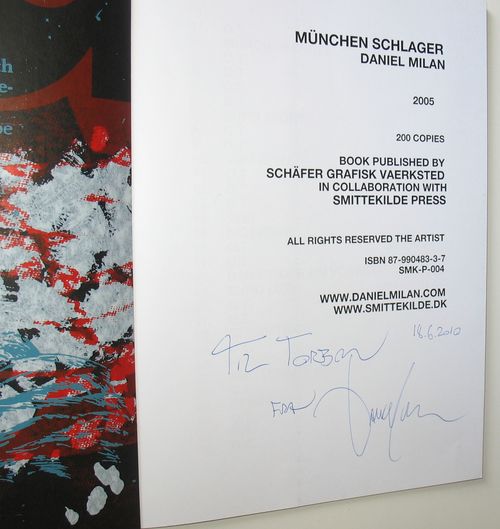 ch
e-
be
MÜNCHEN SCHLAGER
DANIEL MILAN
2005
200 COPIES
BOOK PUBLISHED BY
SCHÄFER GRAFISK VAERKSTED
IN COLLABORATION WITH
SMITTEKILDE PRESS
ALL RIGHTS RESERVED THE ARTIST
ISBN 87-990483-3-7
SMK-P-004
WWW.DANIELMILAN.COM
WWW.SMITTEKILDE.DK
18.6.2010
TIL TORBEN
FRA